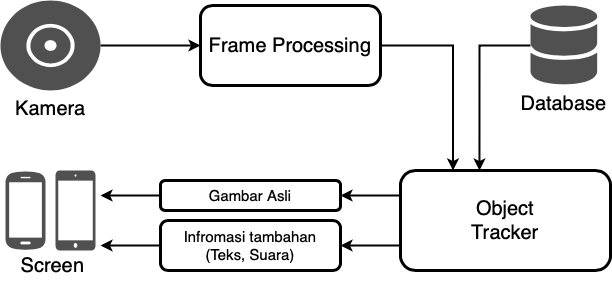 Kamera
Frame Processing
Database
Gambar Asli
Infromasi tambahan
(Teks, Suara)
Object
Tracker
Screen